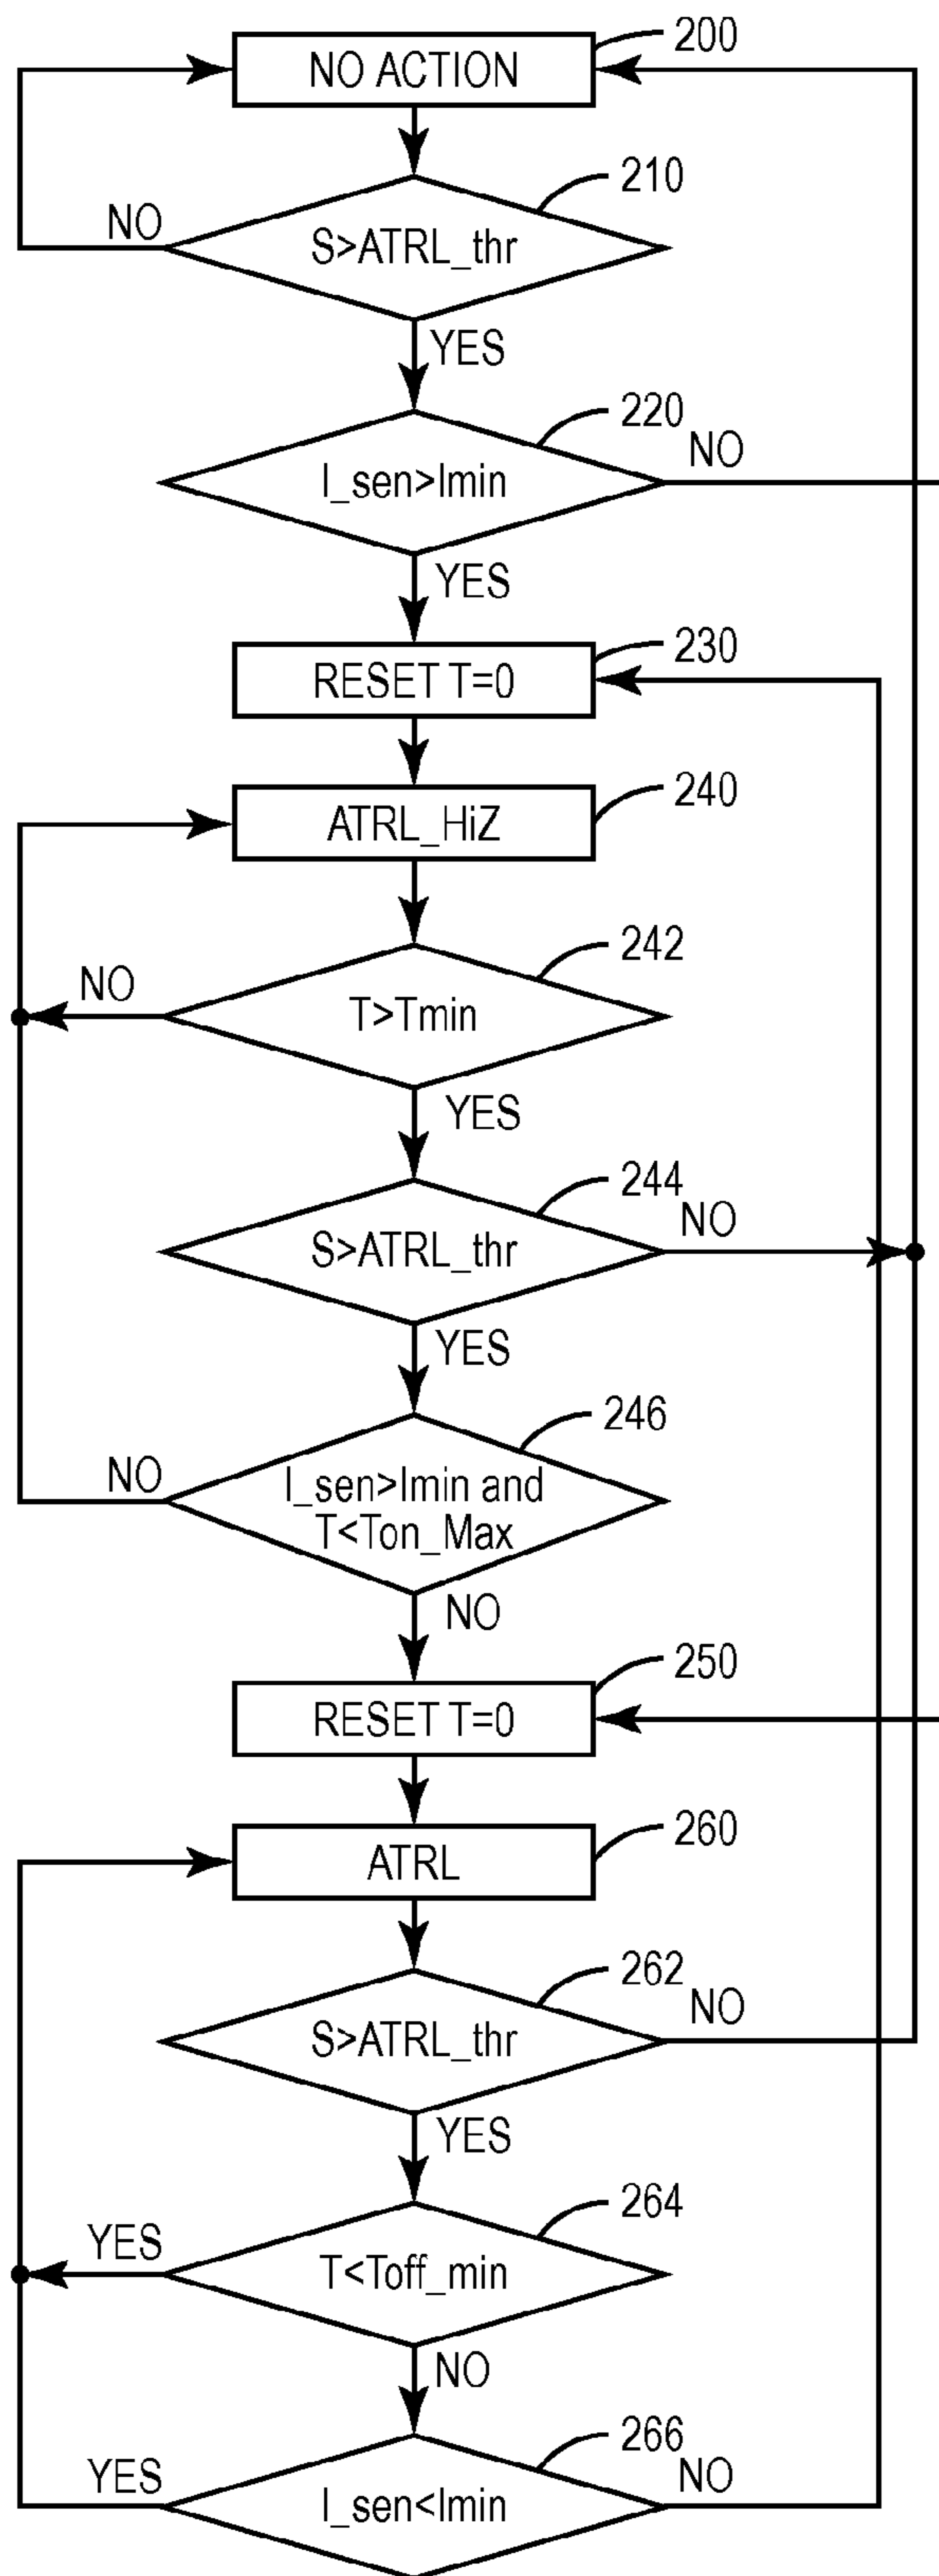 200
NO ACTION
210
NO
S>ATRL_thr
YES
220
NO
I_sen>Imin
YES
230
RESET T=0
240
ATRL_HiZ
242
NO
T>Tmin
YES
244
NO
S>ATRL_thr
YES
246
NO
I_sen>Imin and
T<Ton_Max
NO
250
RESET T=0
260
ATRL
262
NO
S>ATRL_thr
YES
264
YES
T<Toff_min
NO
266
YES
NO
I_sen<Imin